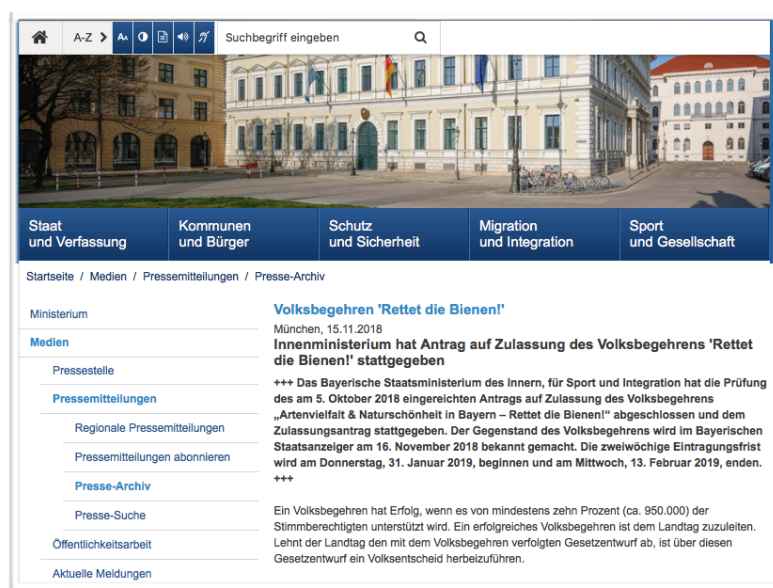 A-Z
Suchbegriff eingeben
Staat
und Verfassung
Kommunen
und Bürger
Schutz
und Sicherheit
Migration
und Integration
Sport
und Gesellschaft
Startseite / Medien / Pressemitteilungen / Presse-Archiv
Ministerium
Medien
Pressestelle
Pressemitteilungen
Regionale Pressemitteilungen
Pressemitteilungen abonnieren
Presse-Archiv
Presse-Suche
Öffentlichkeitsarbeit
Aktuelle Meldungen
Volksbegehren 'Rettet die Bienen!'
München, 15.11.2018
Innenministerium hat Antrag auf Zulassung des Volksbegehrens 'Rettet
die Bienen!' stattgegeben
+++ Das Bayerische Staatsministerium des Innern, für Sport und Integration hat die Prüfung
des am 5. Oktober 2018 eingereichten Antrags auf Zulassung des Volksbegehrens
„Artenvielfalt & Naturschönheit in Bayern – Rettet die Bienen!“ abgeschlossen und dem
Zulassungsantrag stattgegeben. Der Gegenstand des Volksbegehrens wird im Bayerischen
Staatsanzeiger am 16. November 2018 bekannt gemacht. Die zweiwöchige Eintragungsfrist
wird am Donnerstag, 31. Januar 2019, beginnen und am Mittwoch, 13. Februar 2019, enden.
+++
Ein Volksbegehren hat Erfolg, wenn es von mindestens zehn Prozent (ca. 950.000) der
Stimmberechtigten unterstützt wird. Ein erfolgreiches Volksbegehren ist dem Landtag zuzuleiten.
Lehnt der Landtag den mit dem Volksbegehren verfolgten Gesetzentwurf ab, ist über diesen
Gesetzentwurf ein Volksentscheid herbeizuführen.